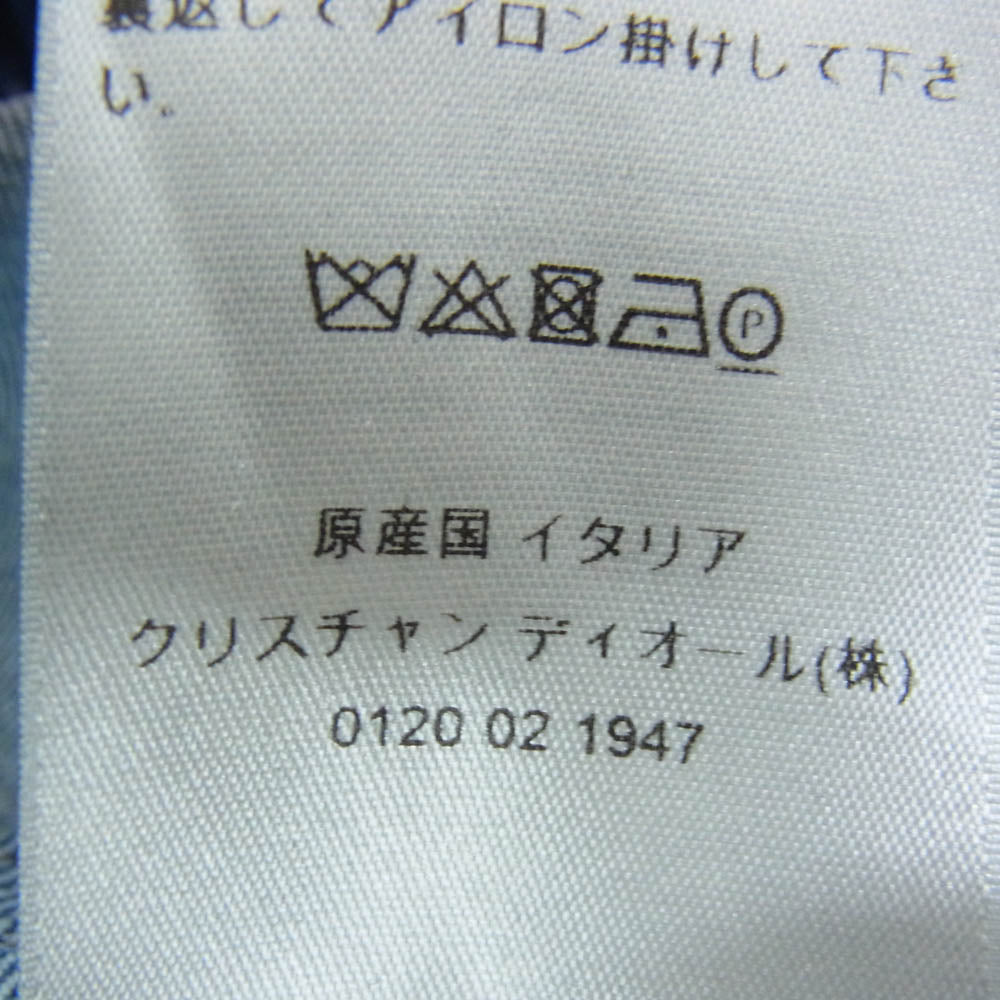 裏返してアイロン掛けして下さ
い。
P
原産国 イタリア
クリスチャン ディオール(株)
0120 02 1947